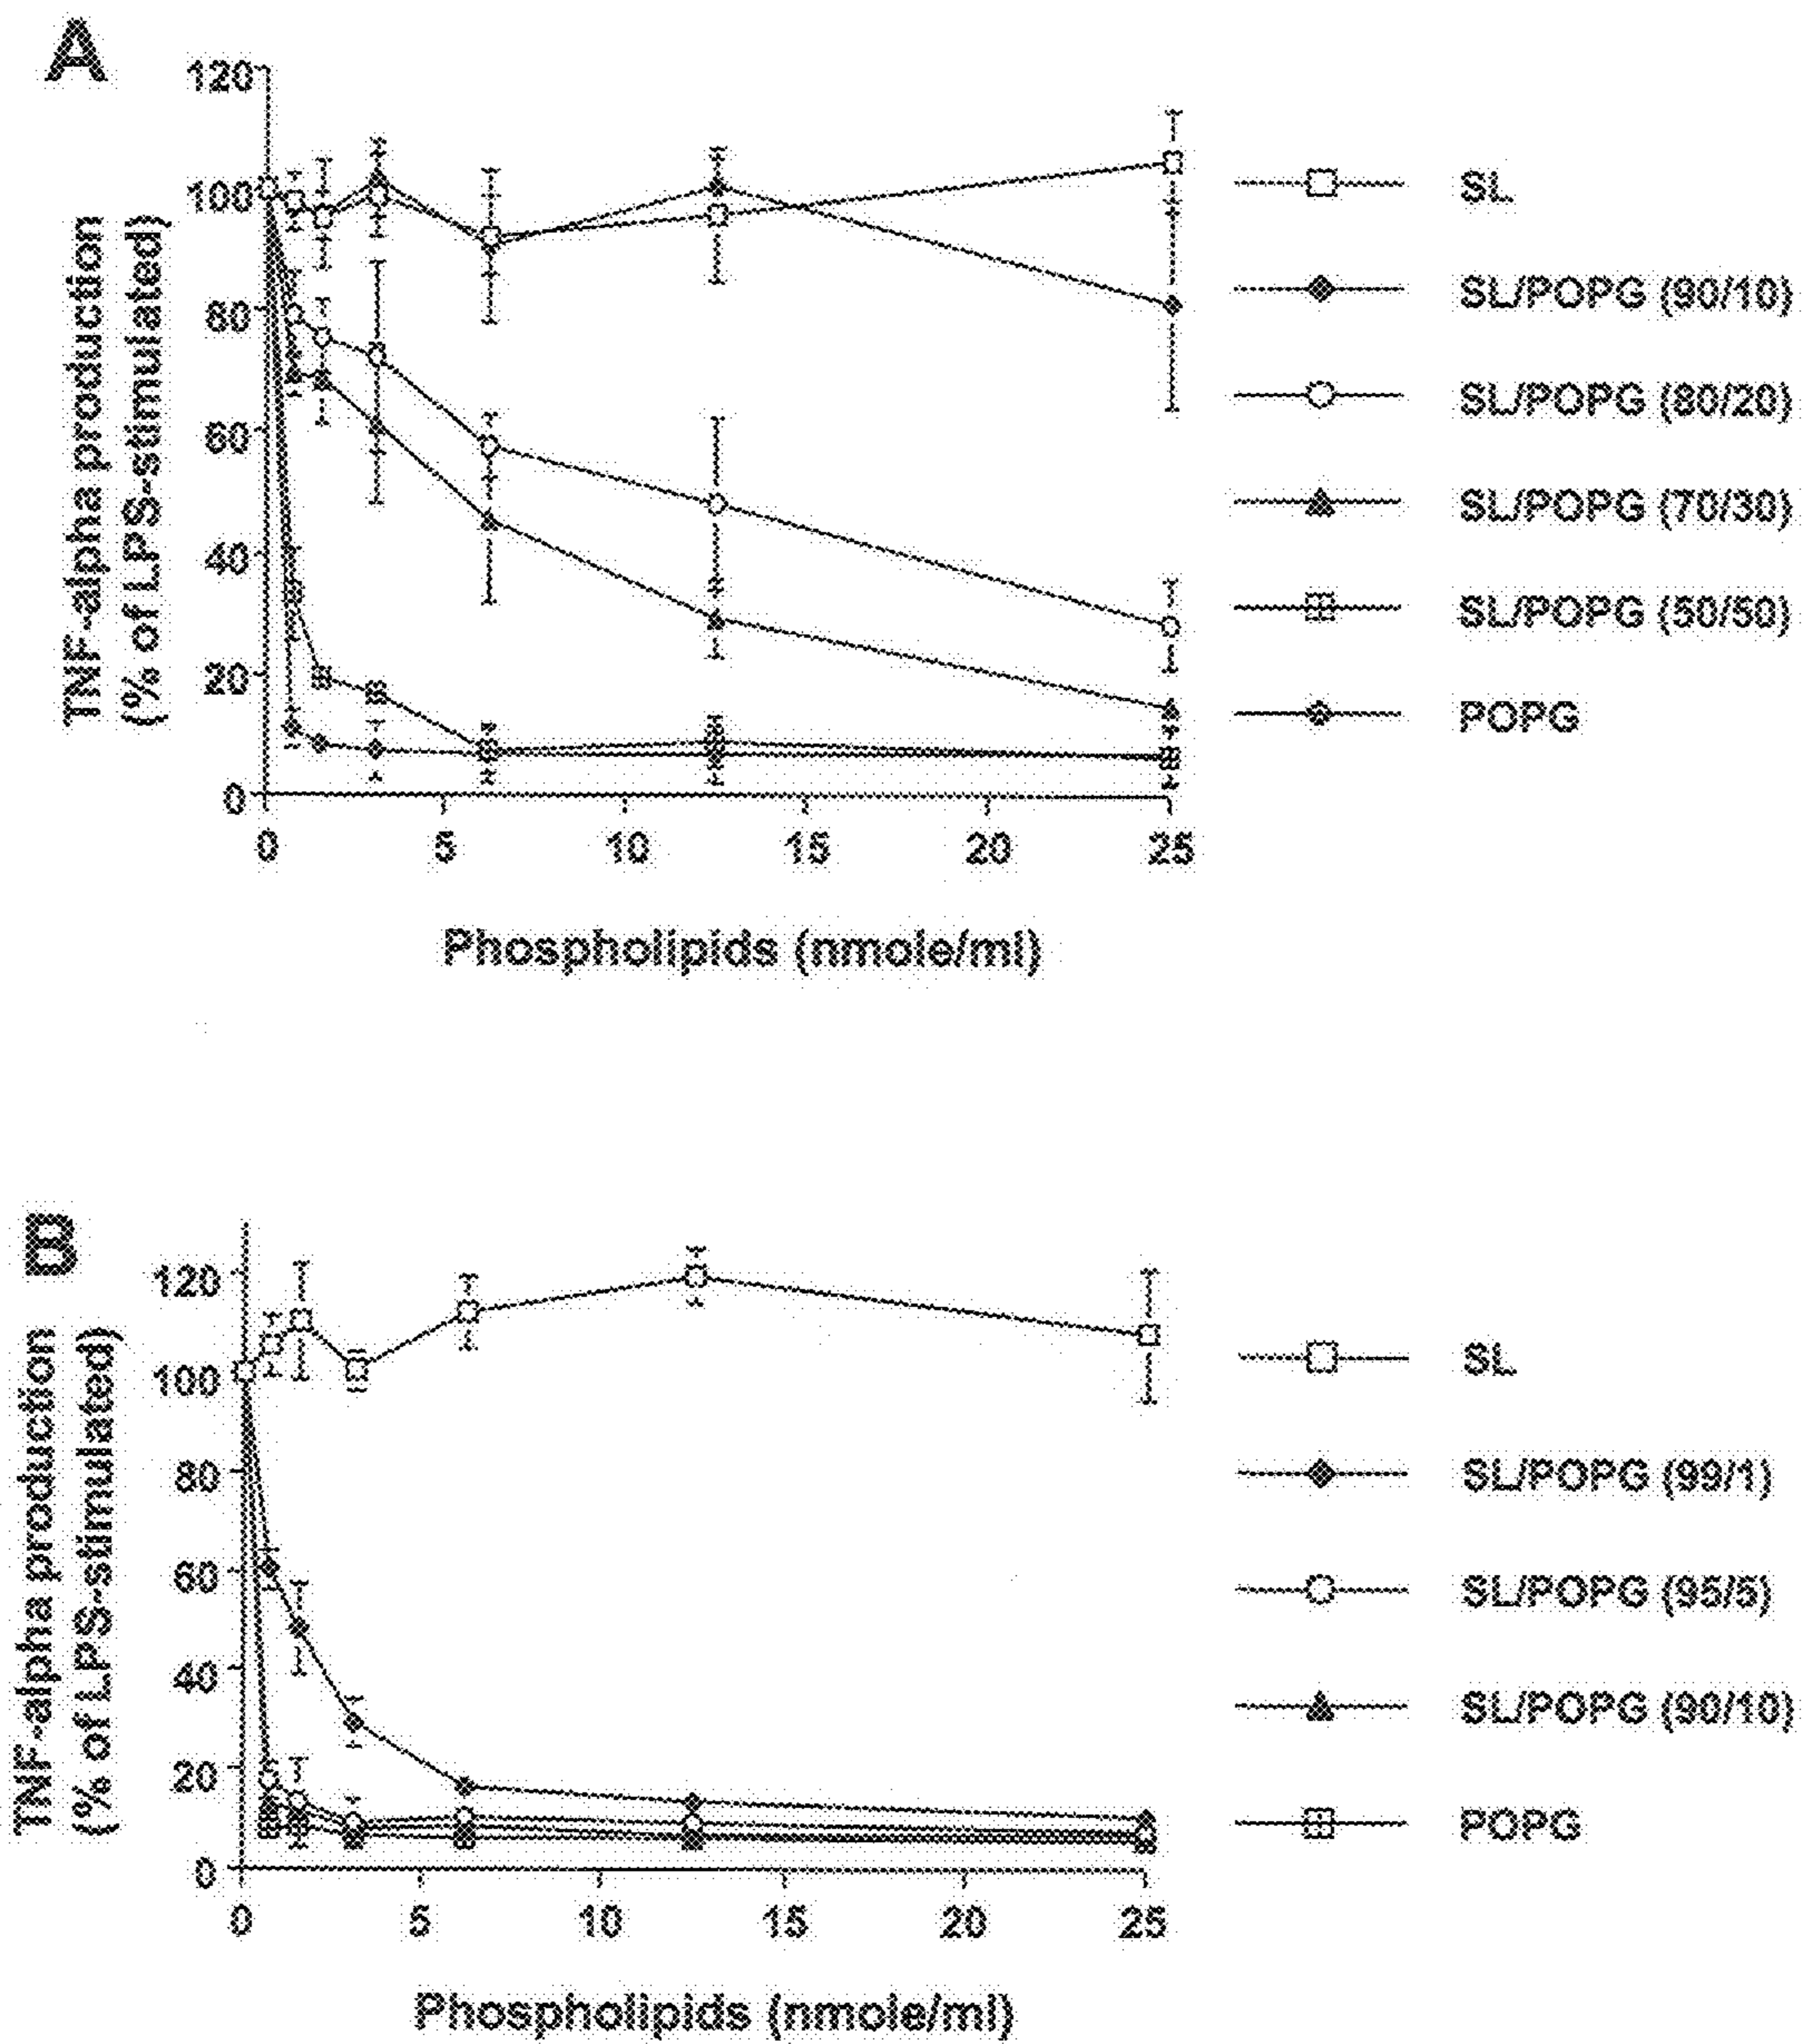 A
120
100
80
60
40
20
0
TNF-alpha production
(% of LPS-stimulated)
0 5 10 15 20 25
Phospholipids (nmole/ml)
SL
SL/POPG (90/10)
SL/POPG (80/20)
SL/POPG (70/30)
SL/POPG (50/50)
POPG
B
120
100
80
60
40
20
0
TNF-alpha production
(% of LPS-stimulated)
0 5 10 15 20 25
Phospholipids (nmole/ml)
SL
SL/POPG (99/1)
SL/POPG (95/5)
SL/POPG (90/10)
POPG